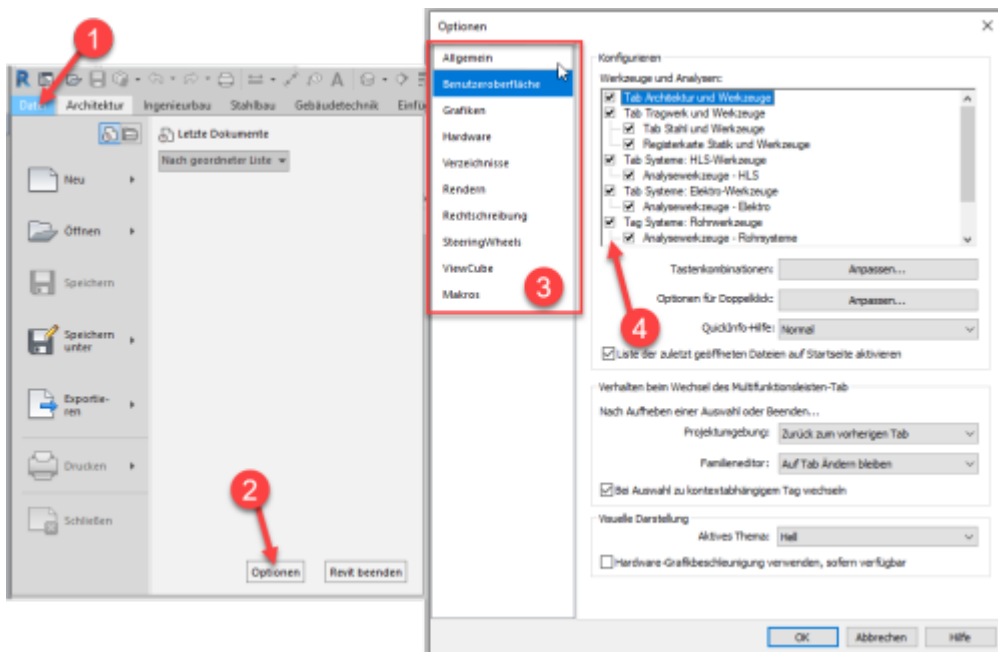 1
R
A
Datei Architektur Ingenieurbau Stahlbau Gebäudetechnik Einfü
Letzte Dokumente
Nach geordneter Liste
Neu
Öffnen
Speichern
Speichern
unter
Exportie-
ren
Drucken
Schließen
2
Optionen Revit beenden
Optionen
Allgemein
Benutzeroberfläche
Grafiken
Hardware
Verzeichnisse
Rendern
Rechtschreibung
SteeringWheels
ViewCube
Makros
3
Konfigurieren
Werkzeuge und Analysen:
Tab Architektur und Werkzeuge
Tab Tragwerk und Werkzeuge
Tab Stahl und Werkzeuge
Registerkarte Statik und Werkzeuge
Tab Systeme: HLS-Werkzeuge
Analysewerkzeuge - HLS
Tab Systeme: Elektro-Werkzeuge
Analysewerkzeuge - Elektro
Tag Systeme: Rohrwerkzeuge
Analysewerkzeuge - Rohrsysteme
4
Tastenkombinationen: Anpassen...
Optionen für Doppelklick: Anpassen...
QuickInfo-Hilfe: Normal
Liste der zuletzt geöffneten Dateien auf Startseite aktivieren
Verhalten beim Wechsel des Multifunktionsleisten-Tab
Nach Aufheben einer Auswahl oder Beenden...
Projektumgebung: Zurück zum vorherigen Tab
Familieneditor: Auf Tab Ändern bleiben
Bei Auswahl zu kontextabhängigem Tag wechseln
Visuelle Darstellung
Aktives Thema: Hell
Hardware-Grafikbeschleunigung verwenden, sofern verfügbar
OK Abbrechen Hilfe